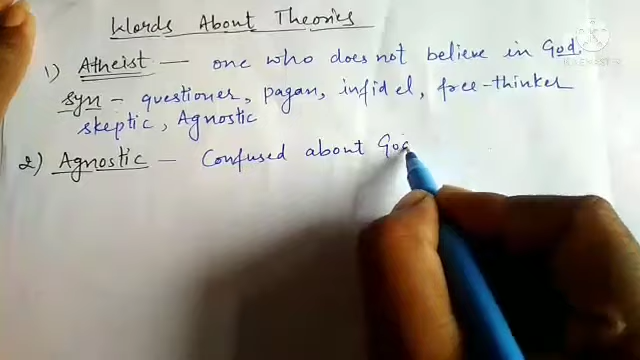 Words About Theories
1) Atheist — one who does not believe in God.
syn - questioner, pagan, infidel, free-thinker
skeptic, Agnostic
2) Agnostic — Confused about Go